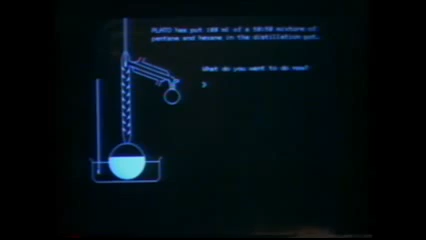 PLATO has put 100 ml of a 50:50 mixture of
pentane and hexane in the distillation pot.
What do you want to do now?